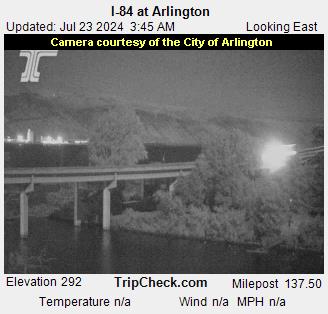 I-84 at Arlington
Updated: Jul 23 2024 3:45 AM Looking East
Camera courtesy of the City of Arlington
Elevation 292 TripCheck.com Milepost 137.50
Temperature n/a Wind n/a MPH n/a